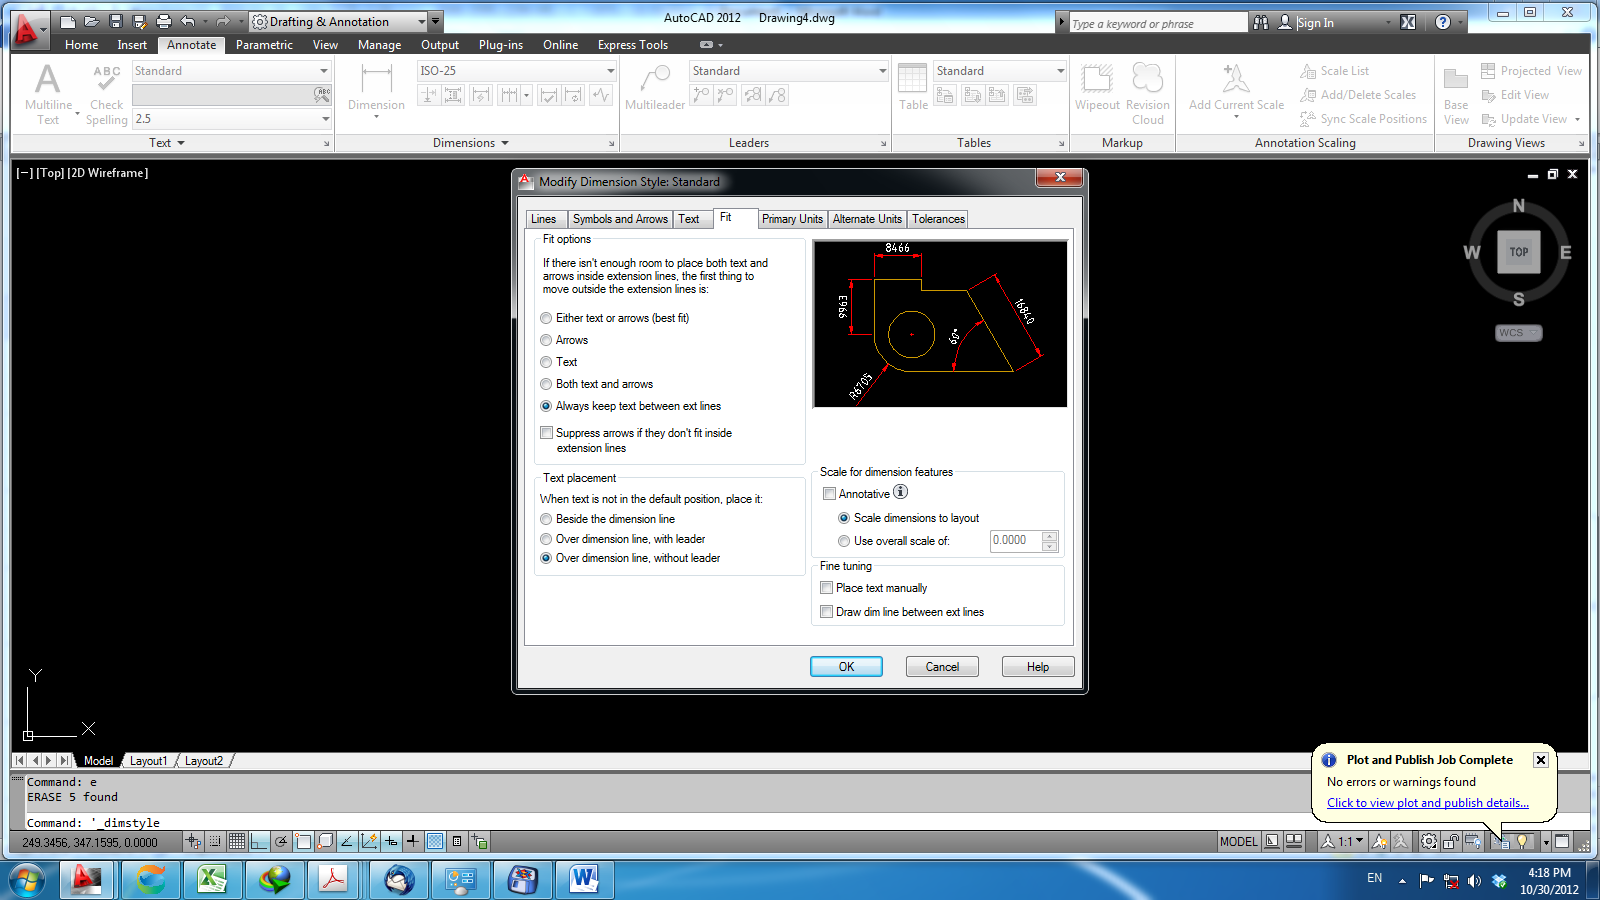 AutoCAD 2012 Drawing4.dwg
Drafting & Annotation
Type a keyword or phrase
Sign In
Home Insert Annotate Parametric View Manage Output Plug-ins Online Express Tools
Multiline Text
ABC
Check Spelling
Standard
ABC
2.5
Text
Dimension
ISO-25
Dimensions
Multileader
Standard
Leaders
Table
Standard
Tables
Wipeout
Revision Cloud
Markup
Add Current Scale
Scale List
Add/Delete Scales
Sync Scale Positions
Annotation Scaling
Base View
Projected View
Edit View
Update View
Drawing Views
[−] [Top] [2D Wireframe]
N
W TOP E
S
WCS
Modify Dimension Style: Standard
Lines Symbols and Arrows Text Fit Primary Units Alternate Units Tolerances
Fit options
If there isn't enough room to place both text and
arrows inside extension lines, the first thing to
move outside the extension lines is:
Either text or arrows (best fit)
Arrows
Text
Both text and arrows
Always keep text between ext lines
Suppress arrows if they don't fit inside
extension lines
Text placement
When text is not in the default position, place it:
Beside the dimension line
Over dimension line, with leader
Over dimension line, without leader
60°
16840
R6705
Scale for dimension features
Annotative
Scale dimensions to layout
Use overall scale of:
0.0000
Fine tuning
Place text manually
Draw dim line between ext lines
OK Cancel Help
Y
X
Model Layout1 Layout2
Command: e
ERASE 5 found
Command: '_dimstyle
249.3456, 347.1595, 0.0000
MODEL
1:1
Plot and Publish Job Complete
No errors or warnings found
Click to view plot and publish details...
EN
4:18 PM
10/30/2012